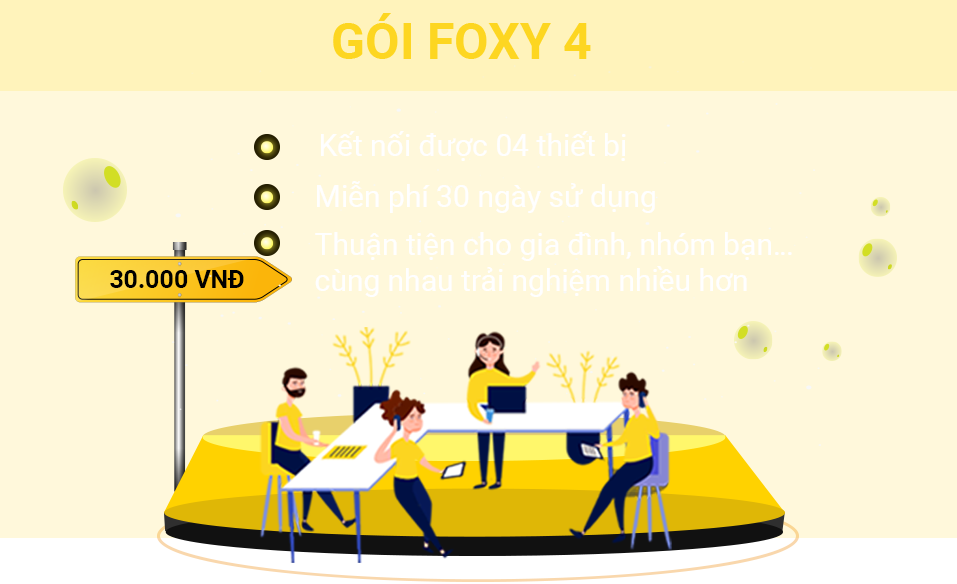 GÓI FOXY 4
Kết nối được 04 thiết bị
Miễn phí 30 ngày sử dụng
Thuận tiện cho gia đình, nhóm bạn...
cùng nhau trải nghiệm nhiều hơn
30.000 VNĐ